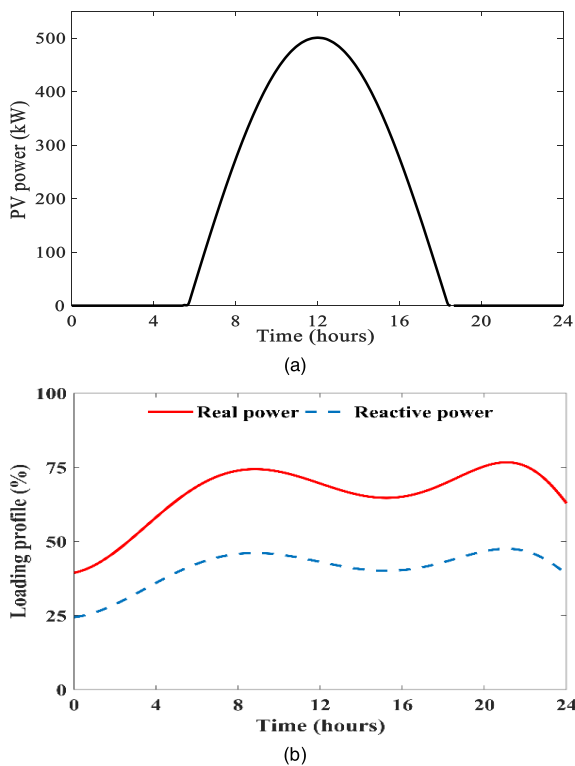 500
400
300
200
100
0
PV power (kW)
0 4 8 12 16 20 24
Time (hours)
(a)
100
75
50
25
0
Loading profile (%)
Real power Reactive power
0 4 8 12 16 20 24
Time (hours)
(b)